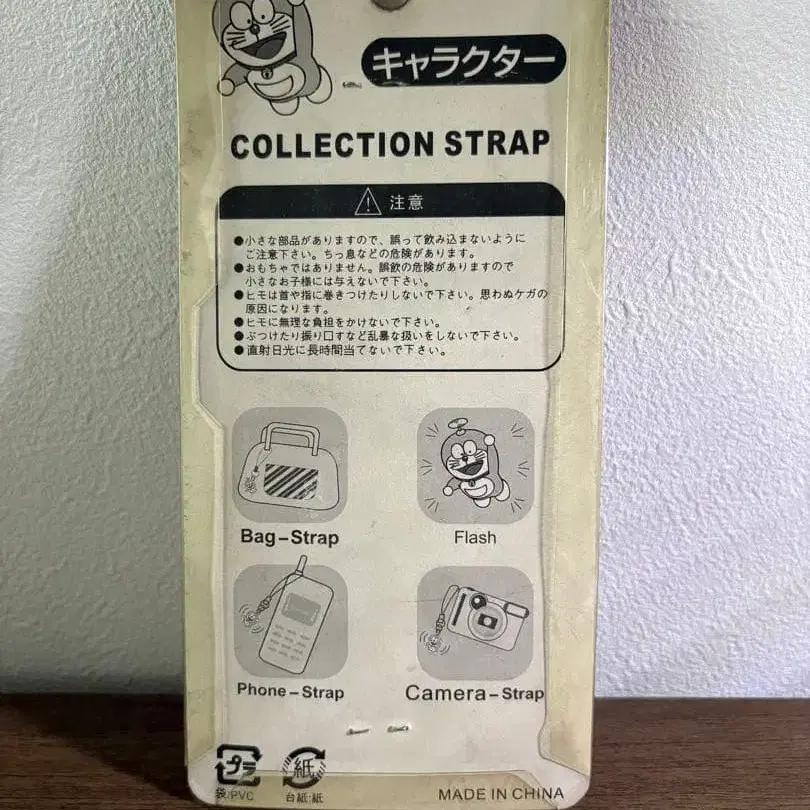 キャラクター
COLLECTION STRAP
注意
●小さな部品がありますので、誤って飲み込まないように
ご注意下さい。ちっ息などの危険があります。
●おもちゃではありません。誤飲の危険がありますので
小さなお子様には与えないで下さい。
●ヒモは首や指に巻きつけたりしないで下さい。思わぬケガの
原因になります。
●ヒモに無理な負担をかけないで下さい。
●ぶつけたり振り口すなど乱暴な扱いをしないで下さい。
●直射日光に長時間当てないで下さい。
Bag-Strap
Flash
Phone-Strap
Camera-Strap
プラ
紙
袋:PVC
台紙:紙
MADE IN CHINA